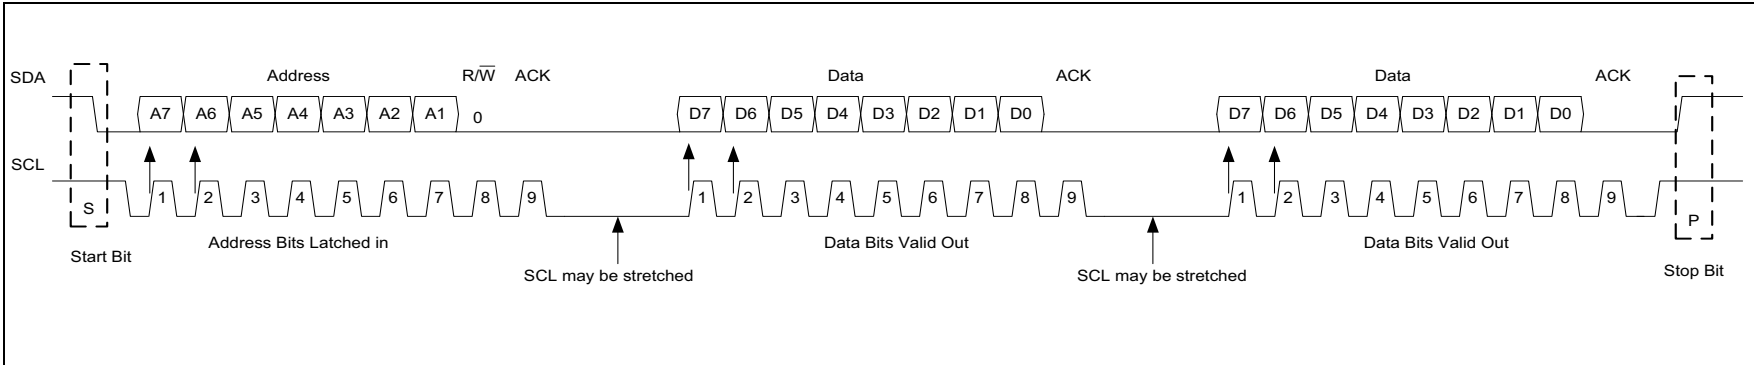 Address R/W ACK Data ACK Data ACK
SDA
A7 A6 A5 A4 A3 A2 A1 0 D7 D6 D5 D4 D3 D2 D1 D0 D7 D6 D5 D4 D3 D2 D1 D0
SCL
1 2 3 4 5 6 7 8 9 1 2 3 4 5 6 7 8 9 1 2 3 4 5 6 7 8 9
S P
Address Bits Latched in Data Bits Valid Out Data Bits Valid Out
Start Bit
SCL may be stretched SCL may be stretched Stop Bit